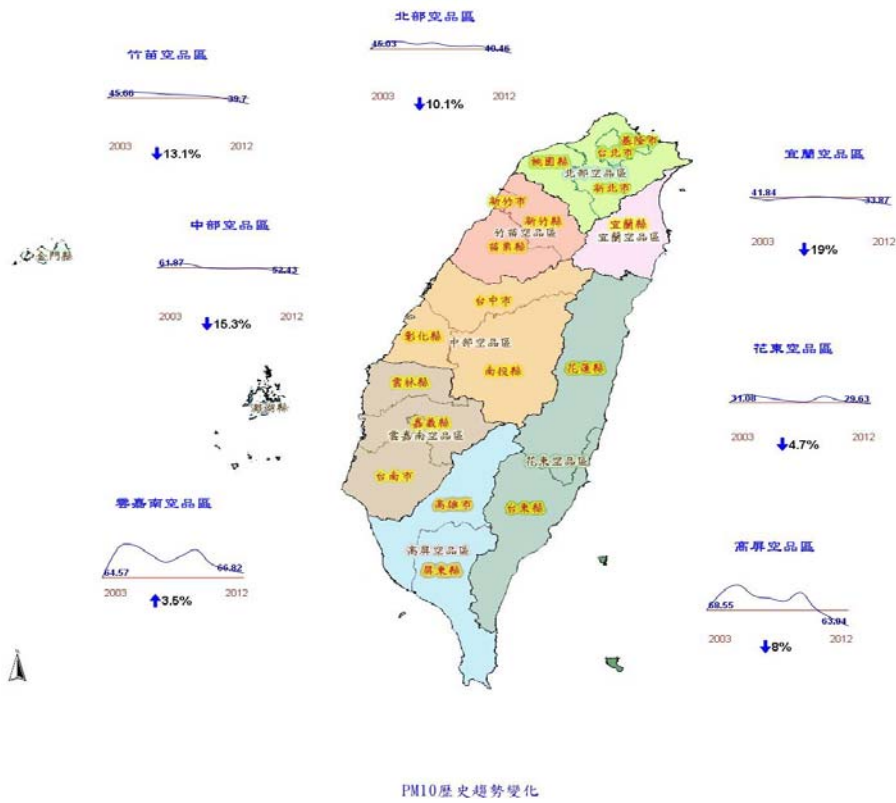 北部空品區
45.03
40.46
2003
2012
10.1%
竹苗空品區
45.66
39.7
2003
2012
13.1%
宜蘭空品區
41.84
33.87
2003
2012
19%
中部空品區
61.87
52.43
2003
2012
15.3%
花東空品區
31.08
29.63
2003
2012
4.7%
雲嘉南空品區
64.57
66.82
2003
2012
3.5%
高屏空品區
68.55
63.04
2003
2012
8%
基隆市
台北市
桃園縣
北部空品區
新北市
新竹市
新竹縣
竹苗空品區
苗栗縣
宜蘭縣
宜蘭空品區
金門縣
台中市
彰化縣
中部空品區
南投縣
花蓮縣
雲林縣
澎湖縣
嘉義縣
雲嘉南空品區
台南市
花東空品區
高雄市
台東縣
高屏空品區
屏東縣
PM10歷史趨勢變化